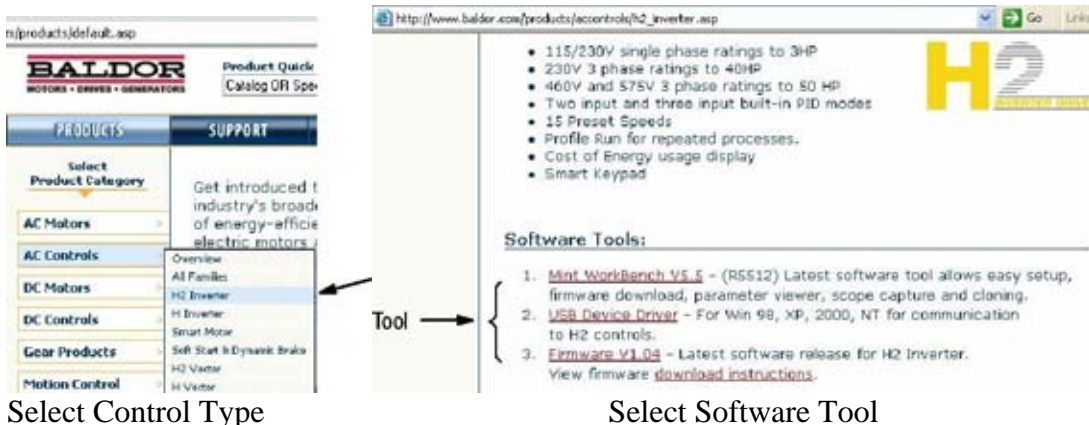 m/products/default.asp
BALDOR
MOTORS • DRIVES • GENERATORS
Product Quick
Catalog OR Spe
PRODUCTS
SUPPORT
Select
Product Category
AC Motors
AC Controls
DC Motors
DC Controls
Gear Products
Motion Control
Get introduced t
industry's broad
of energy-efficie
electric motors
Overview
All Families
H2 Inverter
H Inverter
Smart Motor
Soft Start & Dynamic Brake
H2 Vector
H Vector
Select Control Type
http://www.baldor.com/products/accontrols/h2_inverter.asp
Go
Links
• 115/230V single phase ratings to 3HP
• 230V 3 phase ratings to 40HP
• 460V and 575V 3 phase ratings to 50 HP
• Two input and three input built-in PID modes
• 15 Preset Speeds
• Profile Run for repeated processes.
• Cost of Energy usage display
• Smart Keypad
H2
INVERTER DRIVE
Software Tools:
Tool
1. Mint WorkBench V5.5 - (R5512) Latest software tool allows easy setup,
firmware download, parameter viewer, scope capture and cloning.
2. USB Device Driver - For Win 98, XP, 2000, NT for communication
to H2 controls.
3. Firmware V1.04 - Latest software release for H2 Inverter.
View firmware download instructions.
Select Software Tool